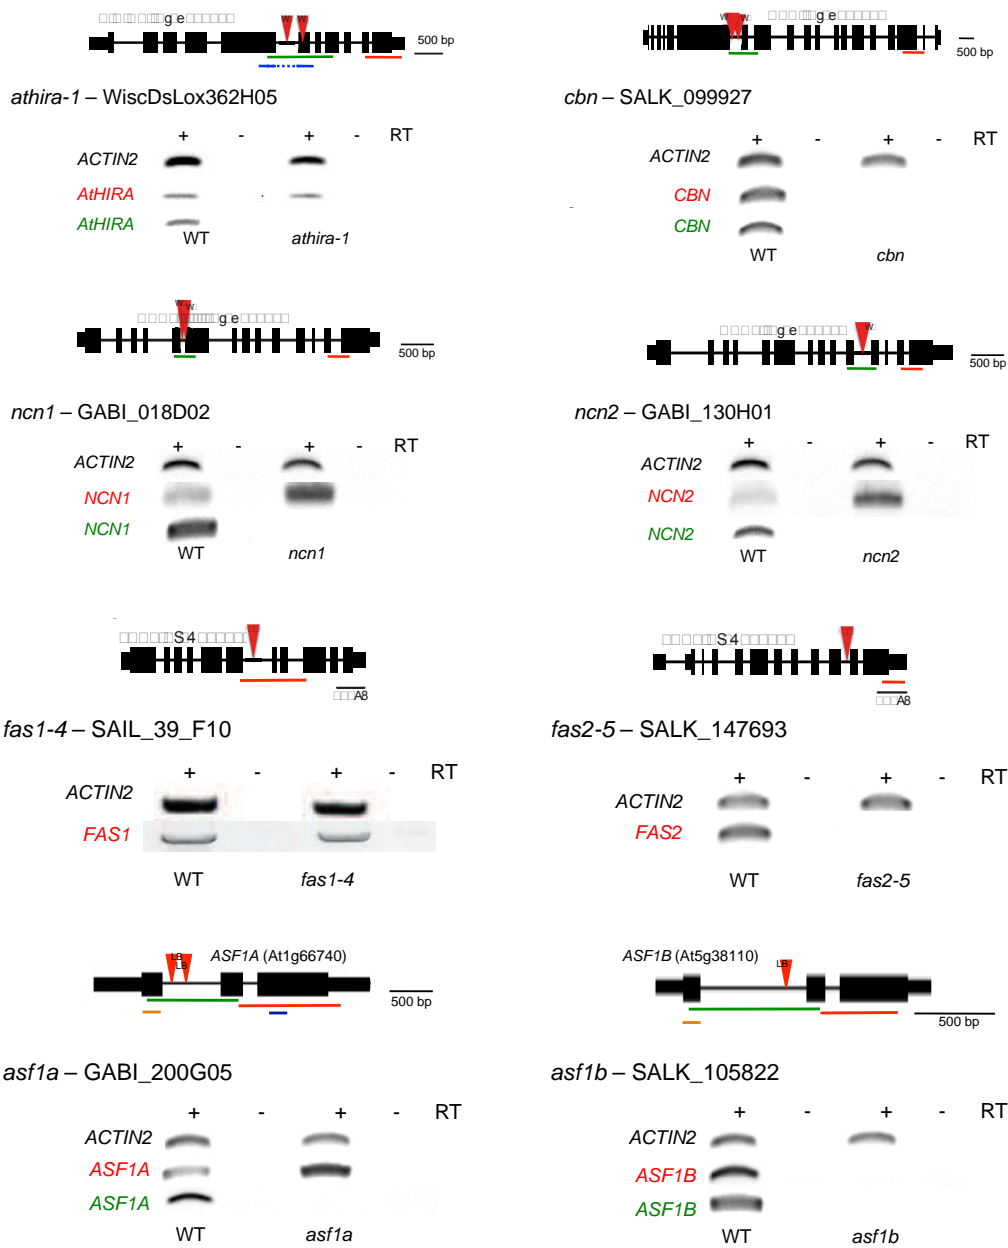 500 bp
athira-1 – WiscDsLox362H05
+ - + - RT
ACTIN2
AtHIRA
AtHIRA
WT athira-1
500 bp
cbn – SALK_099927
+ - + - RT
ACTIN2
CBN
CBN
WT cbn
500 bp
ncn1 – GABI_018D02
+ - + - RT
ACTIN2
NCN1
NCN1
WT ncn1
500 bp
ncn2 – GABI_130H01
+ - + - RT
ACTIN2
NCN2
NCN2
WT ncn2
fas1-4 – SAIL_39_F10
+ - + - RT
ACTIN2
FAS1
WT fas1-4
fas2-5 – SALK_147693
+ - + - RT
ACTIN2
FAS2
WT fas2-5
LB
LB
ASF1A (At1g66740)
500 bp
asf1a – GABI_200G05
+ - + - RT
ACTIN2
ASF1A
ASF1A
WT asf1a
ASF1B (At5g38110)
LB
500 bp
asf1b – SALK_105822
+ - + - RT
ACTIN2
ASF1B
ASF1B
WT asf1b